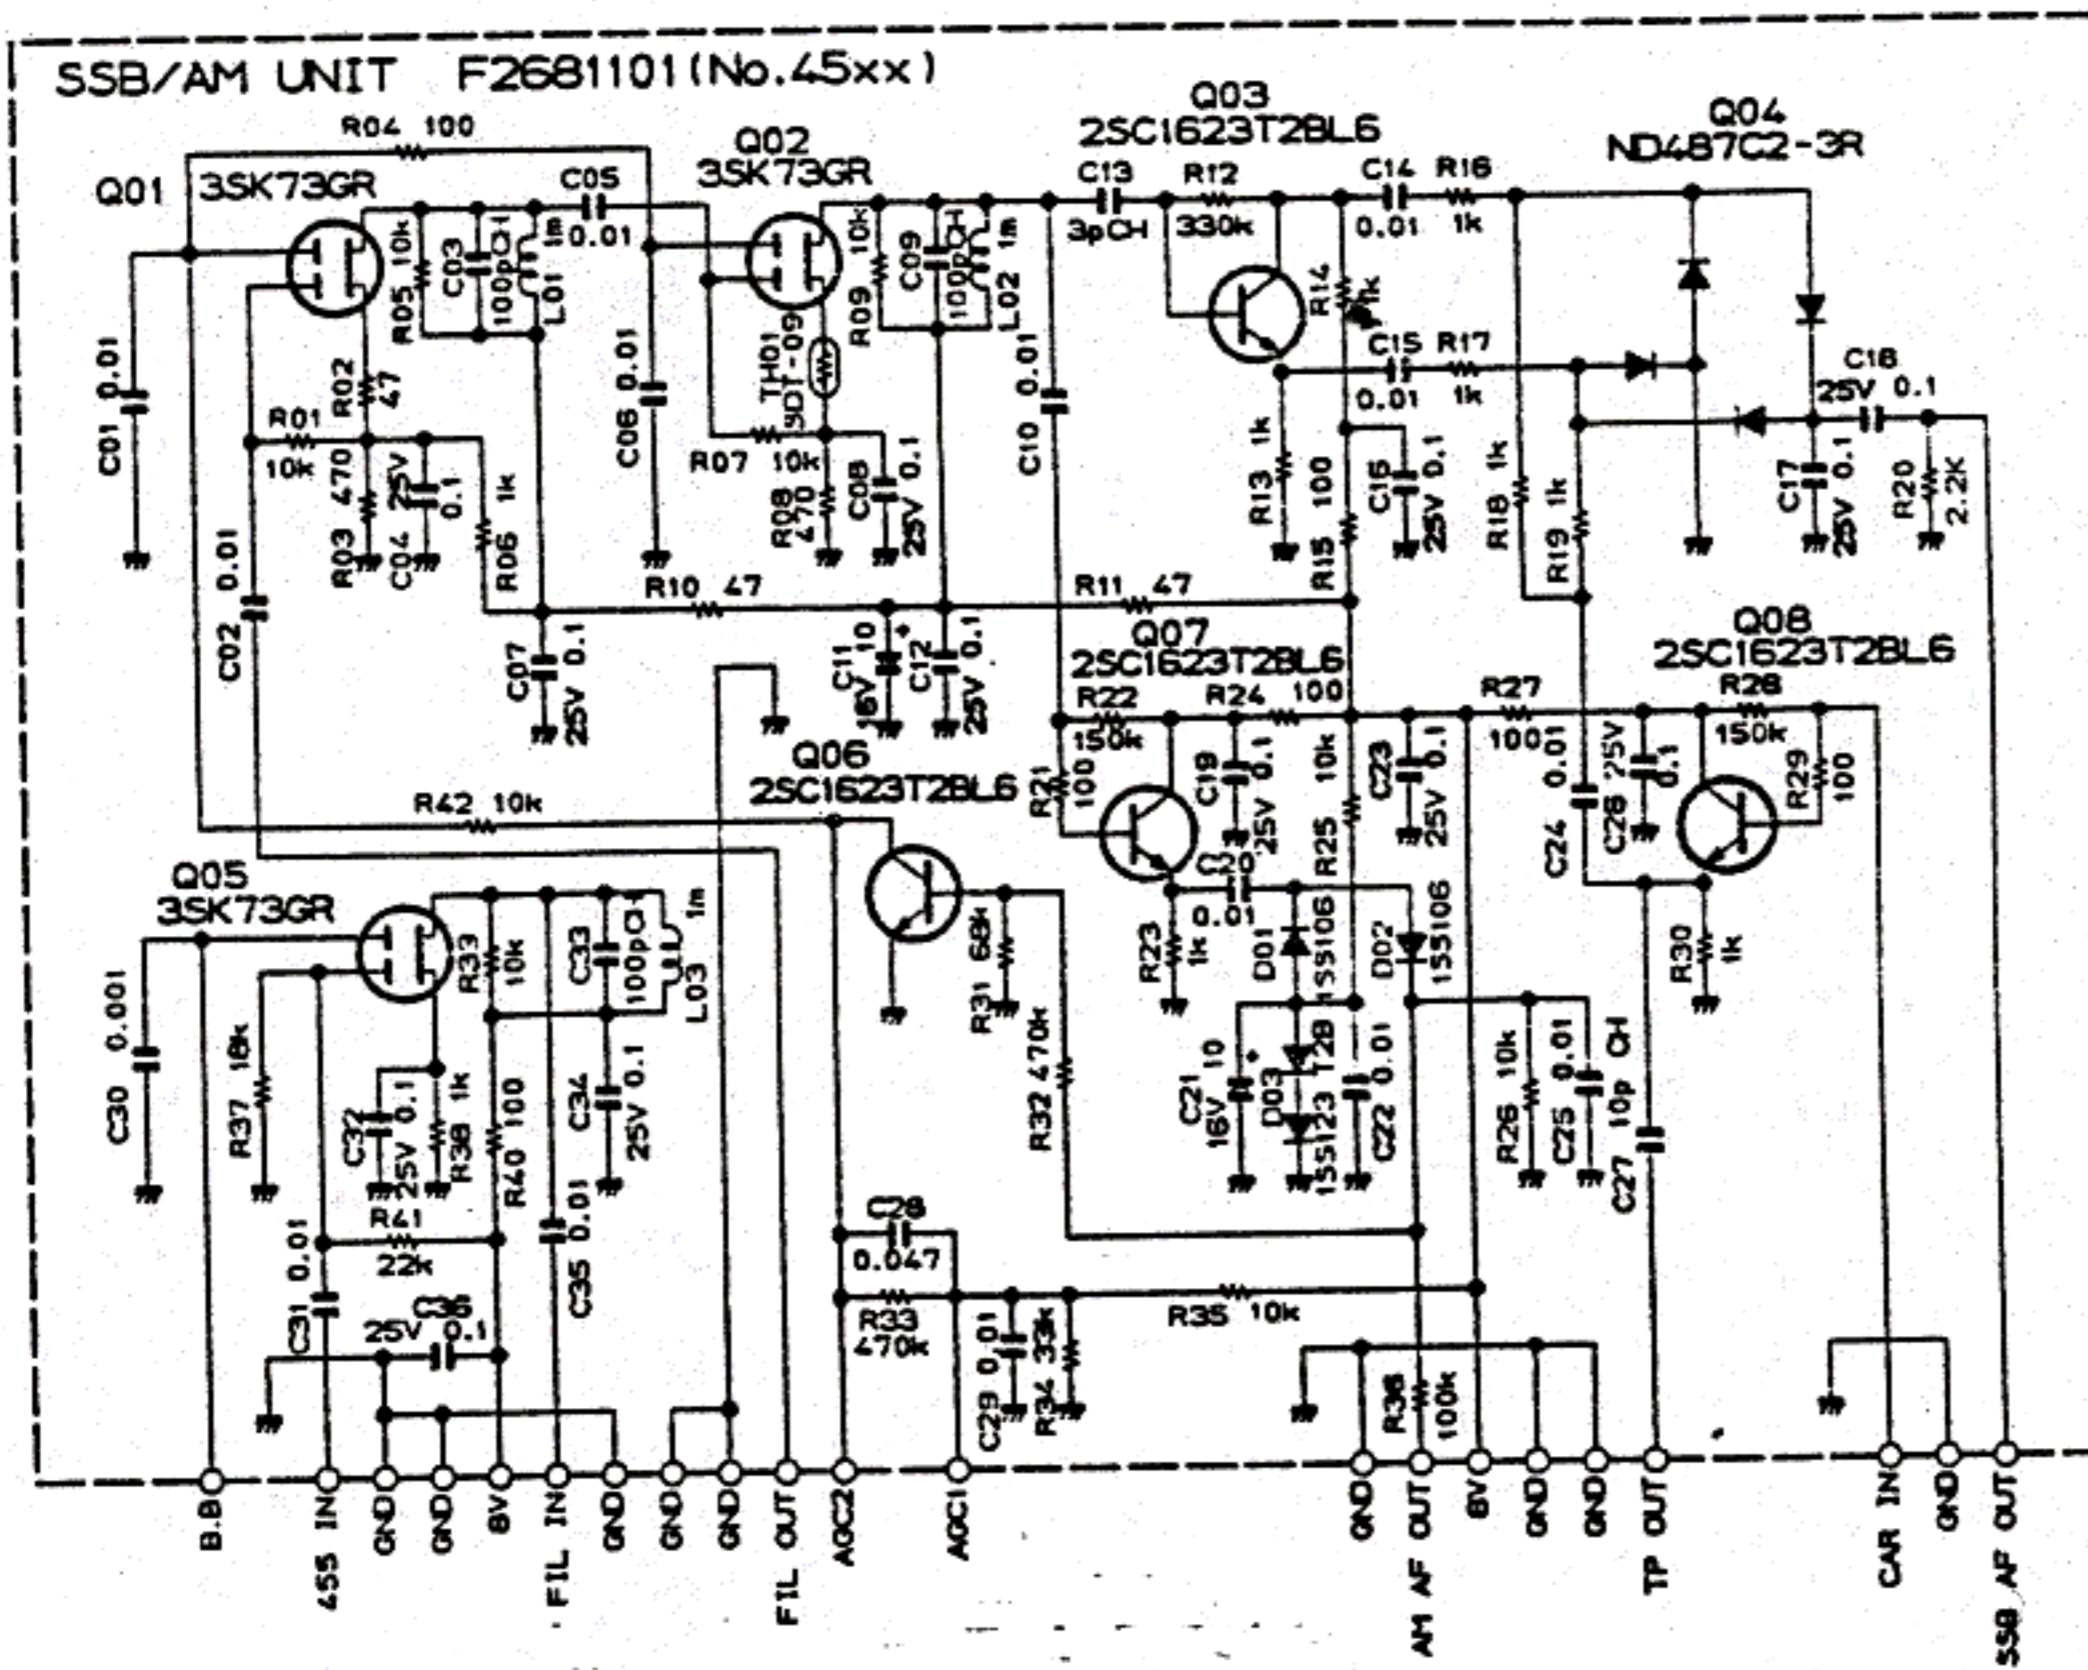 SSB/AM UNIT F2681101(No.45xx)
R04 100
Q01
3SK73GR
C05
0.01
Q02
3SK73GR
Q03
2SC1623T2BL6
Q04
ND487C2-3R
C13
3pCH
R12
330k
C14
0.01
R16
1k
R05 10k
C03
100pCH
1m
L01
R09 10k
C09
100pCH
L02 1m
R14
1k
C15
0.01
R17
1k
C18
25V 0.1
C01 0.01
R02
47
R01
10k
R03 470
C04 25V
0.1
R06 1k
C06 0.01
TH01
R07 10k
R08
470
C08
25V 0.1
C10 0.01
R13 1k
R15 100
C16
25V 0.1
R18 1k
R19 1k
C17
25V 0.1
R20
2.2K
C02 0.01
R10 47
R11 47
C07
25V 0.1
C11
16V 10
+
C12
25V 0.1
Q07
2SC1623T2BL6
Q08
2SC1623T2BL6
R22
150k
R24 100
R27
100
R28
150k
R21
100
C19
25V 0.1
R25 10k
C23
25V 0.1
C24 0.01
C26 25V
0.1
R29
100
Q06
2SC1623T2BL6
R42 10k
Q05
3SK73GR
0.01
R23
1k
D01
1SS106
D02
1SS106
R30
1k
R33
10k
C33
100pCH
1m
L03
R31 68k
R32 470k
C30 0.001
R37 18k
C32
25V 0.1
R38 1k
R40 100
C34
25V 0.1
C21
16V 10
+
D03
1SS123 T2B
C22 0.01
R26 10k
C25 0.01
C27 10p CH
C31 0.01
R41
22k
C35 0.01
C28
0.047
C36
25V 0.1
R33
470k
C29 0.01
R34 33k
R35 10k
R36
100k
B.B
455 IN
GND
GND
8V
FIL IN
GND
GND
GND
FIL OUT
AGC2
AGC1
GND
AM AF OUT
8V
GND
GND
TP OUT
CAR IN
GND
SSB AF OUT